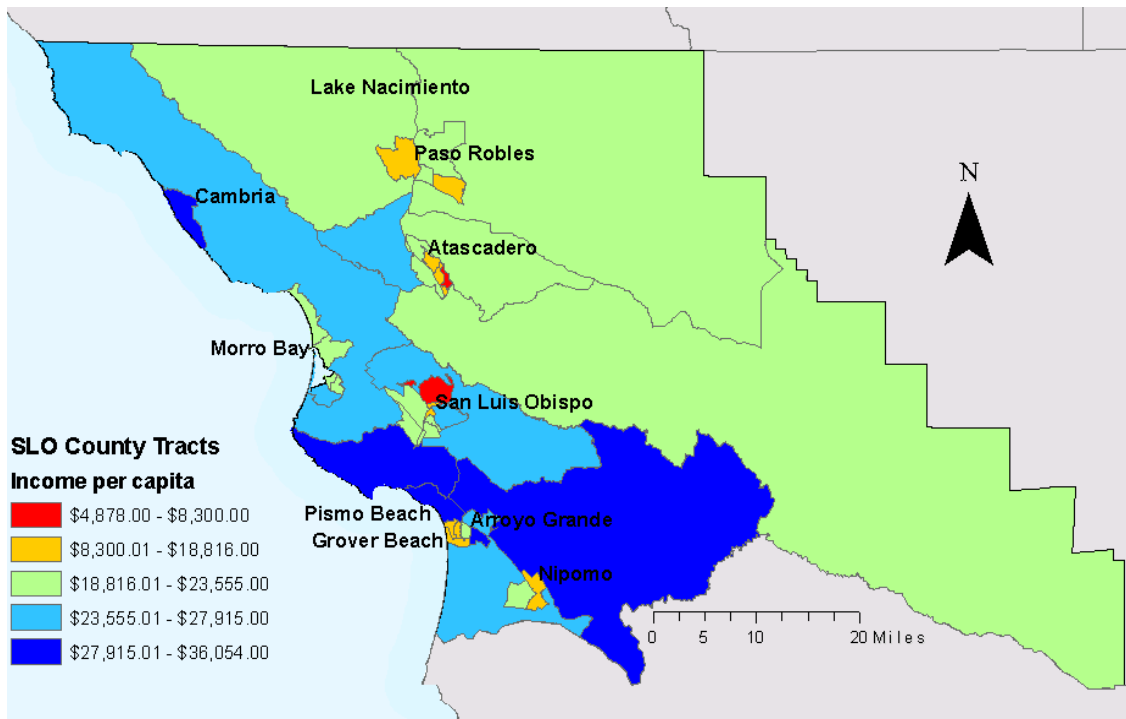 Lake Nacimiento
Paso Robles
N
Cambria
Atascadero
Morro Bay
San Luis Obispo
SLO County Tracts
Income per capita
$4,878.00 - $8,300.00
$8,300.01 - $18,816.00
$18,816.01 - $23,555.00
$23,555.01 - $27,915.00
$27,915.01 - $36,054.00
Pismo Beach
Arroyo Grande
Grover Beach
Nipomo
0 5 10 20 Miles